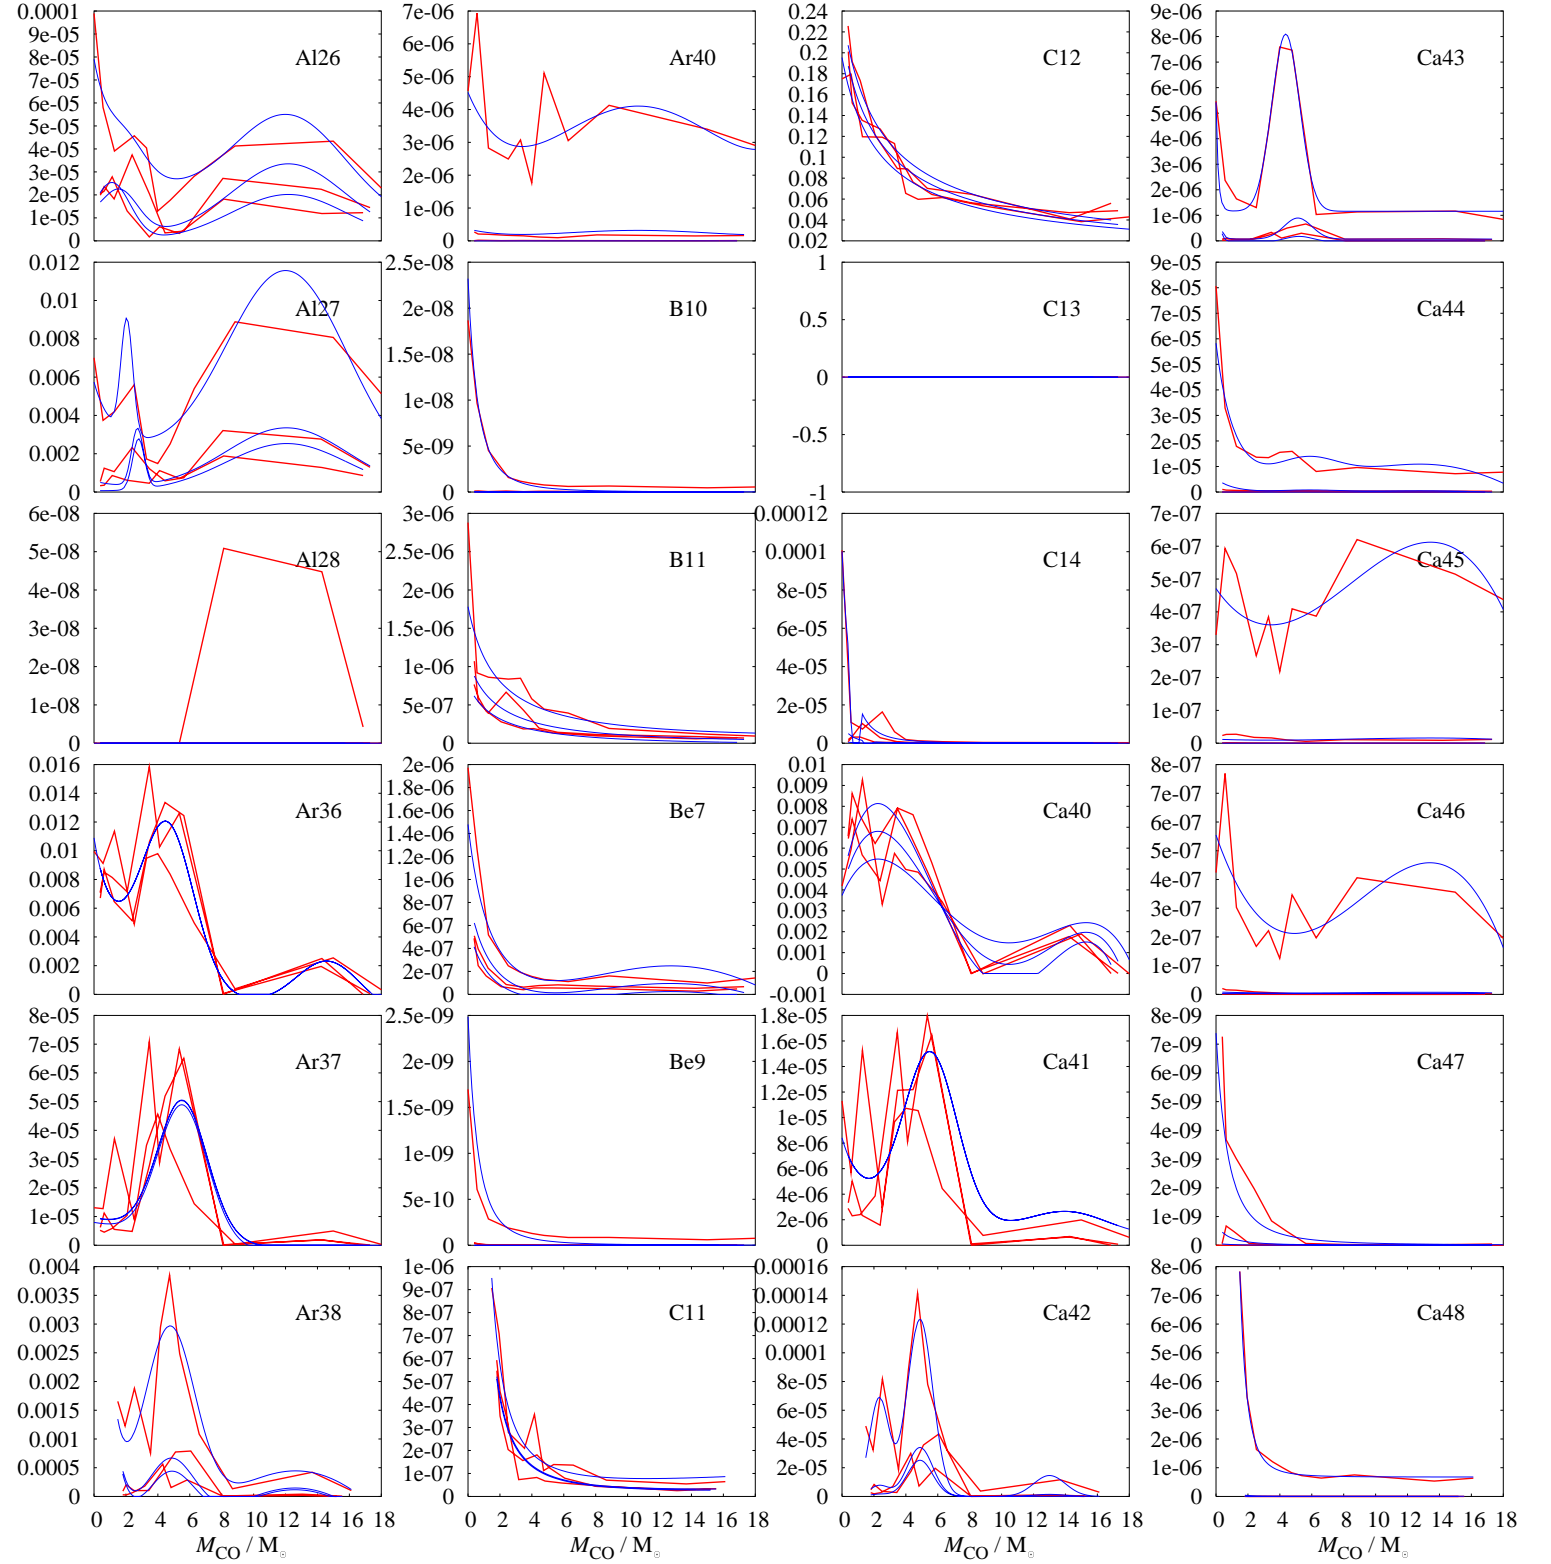 0.0001
9e-05
8e-05
7e-05
6e-05
5e-05
4e-05
3e-05
2e-05
1e-05
0
Al26
7e-06
6e-06
5e-06
4e-06
3e-06
2e-06
1e-06
0
Ar40
0.24
0.22
0.2
0.18
0.16
0.14
0.12
0.1
0.08
0.06
0.04
0.02
C12
9e-06
8e-06
7e-06
6e-06
5e-06
4e-06
3e-06
2e-06
1e-06
0
Ca43
0.012
0.01
0.008
0.006
0.004
0.002
0
Al27
2.5e-08
2e-08
1.5e-08
1e-08
5e-09
0
B10
1
0.5
0
-0.5
-1
C13
9e-05
8e-05
7e-05
6e-05
5e-05
4e-05
3e-05
2e-05
1e-05
0
Ca44
6e-08
5e-08
4e-08
3e-08
2e-08
1e-08
0
Al28
3e-06
2.5e-06
2e-06
1.5e-06
1e-06
5e-07
0
B11
0.00012
0.0001
8e-05
6e-05
4e-05
2e-05
0
C14
7e-07
6e-07
5e-07
4e-07
3e-07
2e-07
1e-07
0
Ca45
0.016
0.014
0.012
0.01
0.008
0.006
0.004
0.002
0
Ar36
2e-06
1.8e-06
1.6e-06
1.4e-06
1.2e-06
1e-06
8e-07
6e-07
4e-07
2e-07
0
Be7
0.01
0.009
0.008
0.007
0.006
0.005
0.004
0.003
0.002
0.001
0
-0.001
Ca40
8e-07
7e-07
6e-07
5e-07
4e-07
3e-07
2e-07
1e-07
0
Ca46
8e-05
7e-05
6e-05
5e-05
4e-05
3e-05
2e-05
1e-05
0
Ar37
2.5e-09
2e-09
1.5e-09
1e-09
5e-10
0
Be9
1.8e-05
1.6e-05
1.4e-05
1.2e-05
1e-05
8e-06
6e-06
4e-06
2e-06
0
Ca41
8e-09
7e-09
6e-09
5e-09
4e-09
3e-09
2e-09
1e-09
0
Ca47
0.004
0.0035
0.003
0.0025
0.002
0.0015
0.001
0.0005
0
Ar38
0 2 4 6 8 10 12 14 16 18
M_CO / M_☉
1e-06
9e-07
8e-07
7e-07
6e-07
5e-07
4e-07
3e-07
2e-07
1e-07
0
C11
0 2 4 6 8 10 12 14 16 18
M_CO / M_☉
0.00016
0.00014
0.00012
0.0001
8e-05
6e-05
4e-05
2e-05
0
Ca42
0 2 4 6 8 10 12 14 16 18
M_CO / M_☉
8e-06
7e-06
6e-06
5e-06
4e-06
3e-06
2e-06
1e-06
0
Ca48
0 2 4 6 8 10 12 14 16 18
M_CO / M_☉